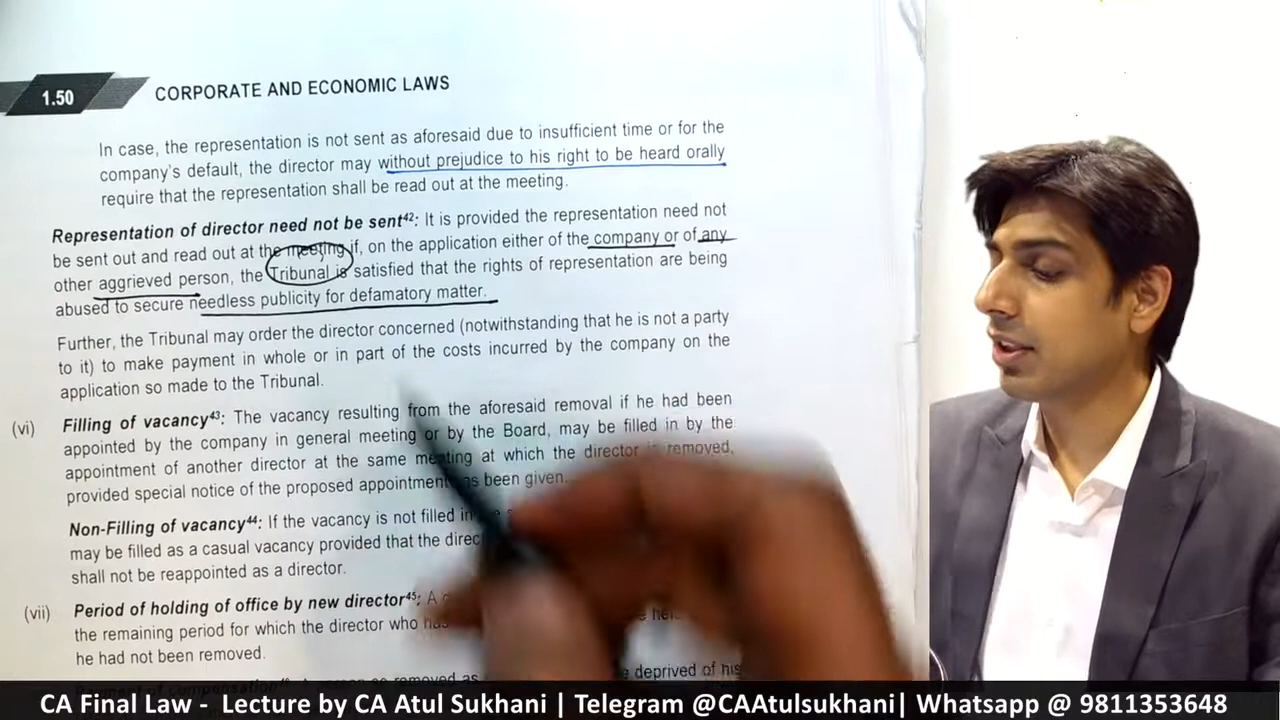 1.50
CORPORATE AND ECONOMIC LAWS
In case, the representation is not sent as aforesaid due to insufficient time or for the
company's default, the director may without prejudice to his right to be heard orally
require that the representation shall be read out at the meeting.
Representation of director need not be sent42: It is provided the representation need not
be sent out and read out at the meeting if, on the application either of the company or of any
other aggrieved person, the Tribunal is satisfied that the rights of representation are being
abused to secure needless publicity for defamatory matter.
Further, the Tribunal may order the director concerned (notwithstanding that he is not a party
to it) to make payment in whole or in part of the costs incurred by the company on the
application so made to the Tribunal.
(vi) Filling of vacancy43: The vacancy resulting from the aforesaid removal if he had been
appointed by the company in general meeting or by the Board, may be filled in by the
appointment of another director at the same meeting at which the director is removed,
provided special notice of the proposed appointment has been given.
Non-Filling of vacancy44: If the vacancy is not filled in
may be filled as a casual vacancy provided that the
shall not be reappointed as a director.
(vii) Period of holding of office by new director45: A
the remaining period for which the director who
he had not been removed.
removed as deprived of his
CA Final Law - Lecture by CA Atul Sukhani | Telegram @CAAtulsukhani| Whatsapp @ 9811353648